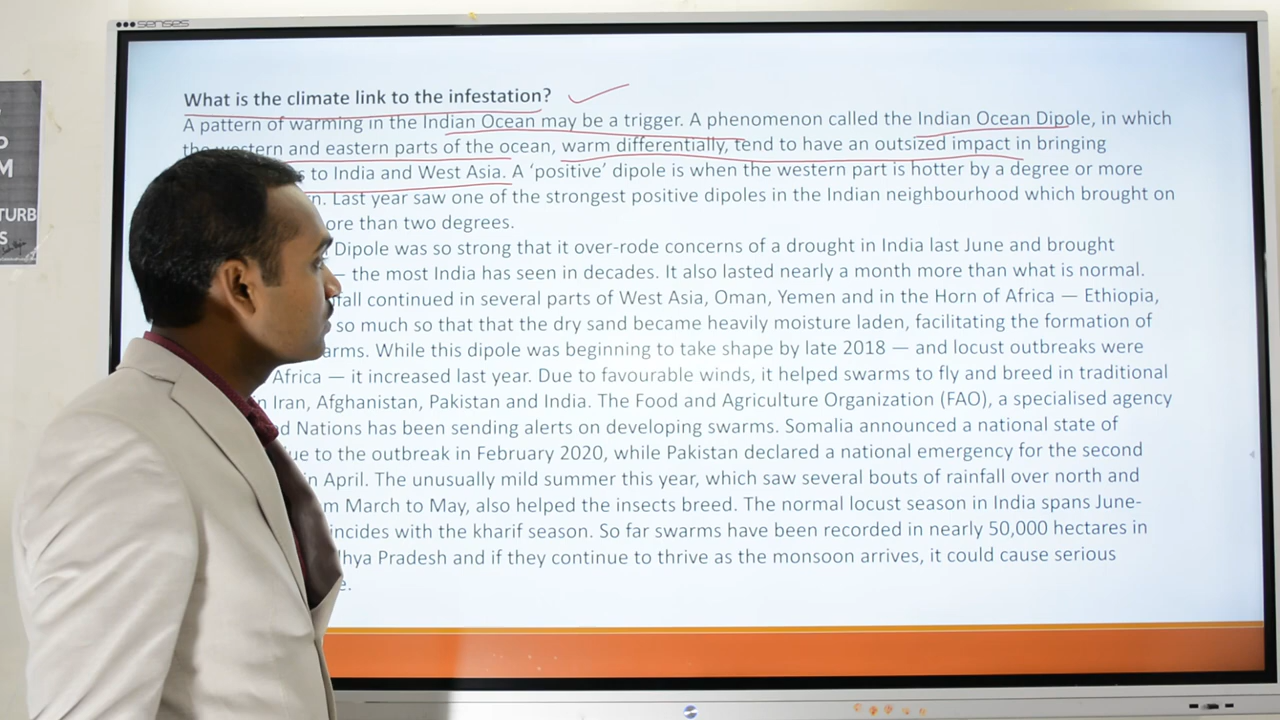 senses
What is the climate link to the infestation?
A pattern of warming in the Indian Ocean may be a trigger. A phenomenon called the Indian Ocean Dipole, in which
the western and eastern parts of the ocean, warm differentially, tend to have an outsized impact in bringing
to India and West Asia. A ‘positive’ dipole is when the western part is hotter by a degree or more
Last year saw one of the strongest positive dipoles in the Indian neighbourhood which brought on
more than two degrees.
Dipole was so strong that it over-rode concerns of a drought in India last June and brought
— the most India has seen in decades. It also lasted nearly a month more than what is normal.
continued in several parts of West Asia, Oman, Yemen and in the Horn of Africa — Ethiopia,
so much so that that the dry sand became heavily moisture laden, facilitating the formation of
While this dipole was beginning to take shape by late 2018 — and locust outbreaks were
Africa — it increased last year. Due to favourable winds, it helped swarms to fly and breed in traditional
in Iran, Afghanistan, Pakistan and India. The Food and Agriculture Organization (FAO), a specialised agency
Nations has been sending alerts on developing swarms. Somalia announced a national state of
to the outbreak in February 2020, while Pakistan declared a national emergency for the second
in April. The unusually mild summer this year, which saw several bouts of rainfall over north and
March to May, also helped the insects breed. The normal locust season in India spans June-
incides with the kharif season. So far swarms have been recorded in nearly 50,000 hectares in
Pradesh and if they continue to thrive as the monsoon arrives, it could cause serious
TURB